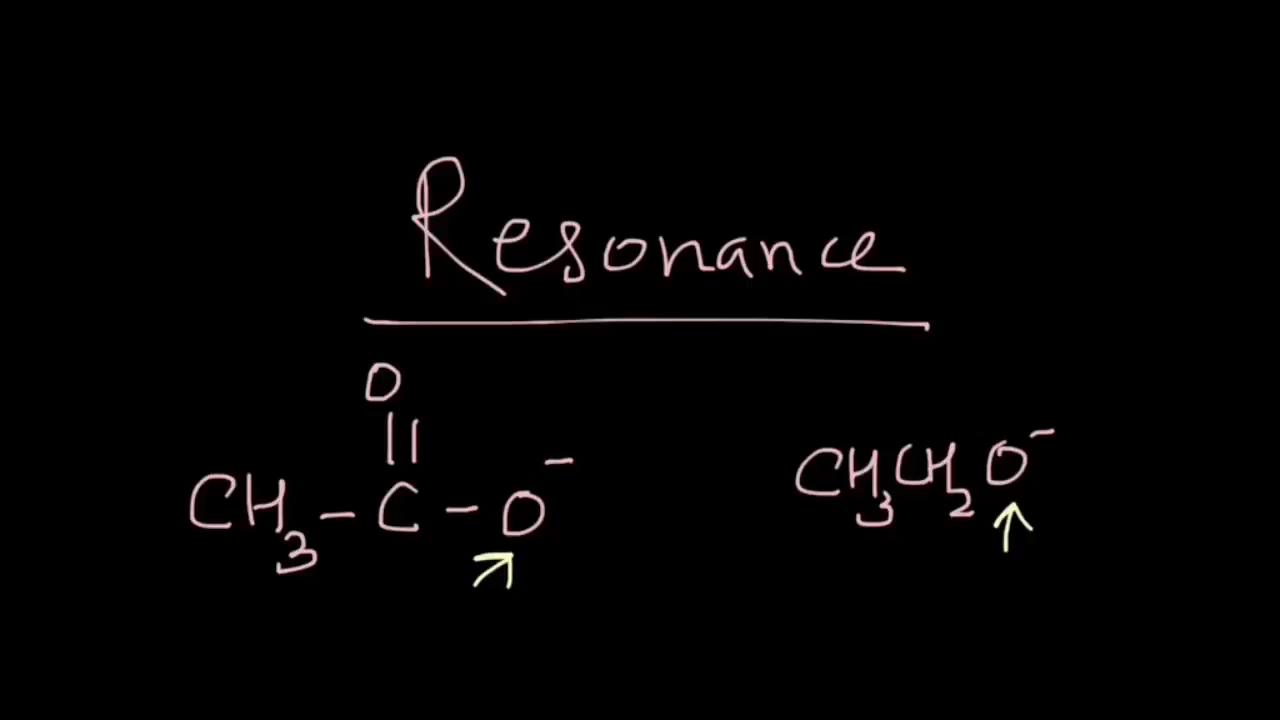 Resonance
O
||
CH₃ – C – O⁻
CH₃CH₂O⁻